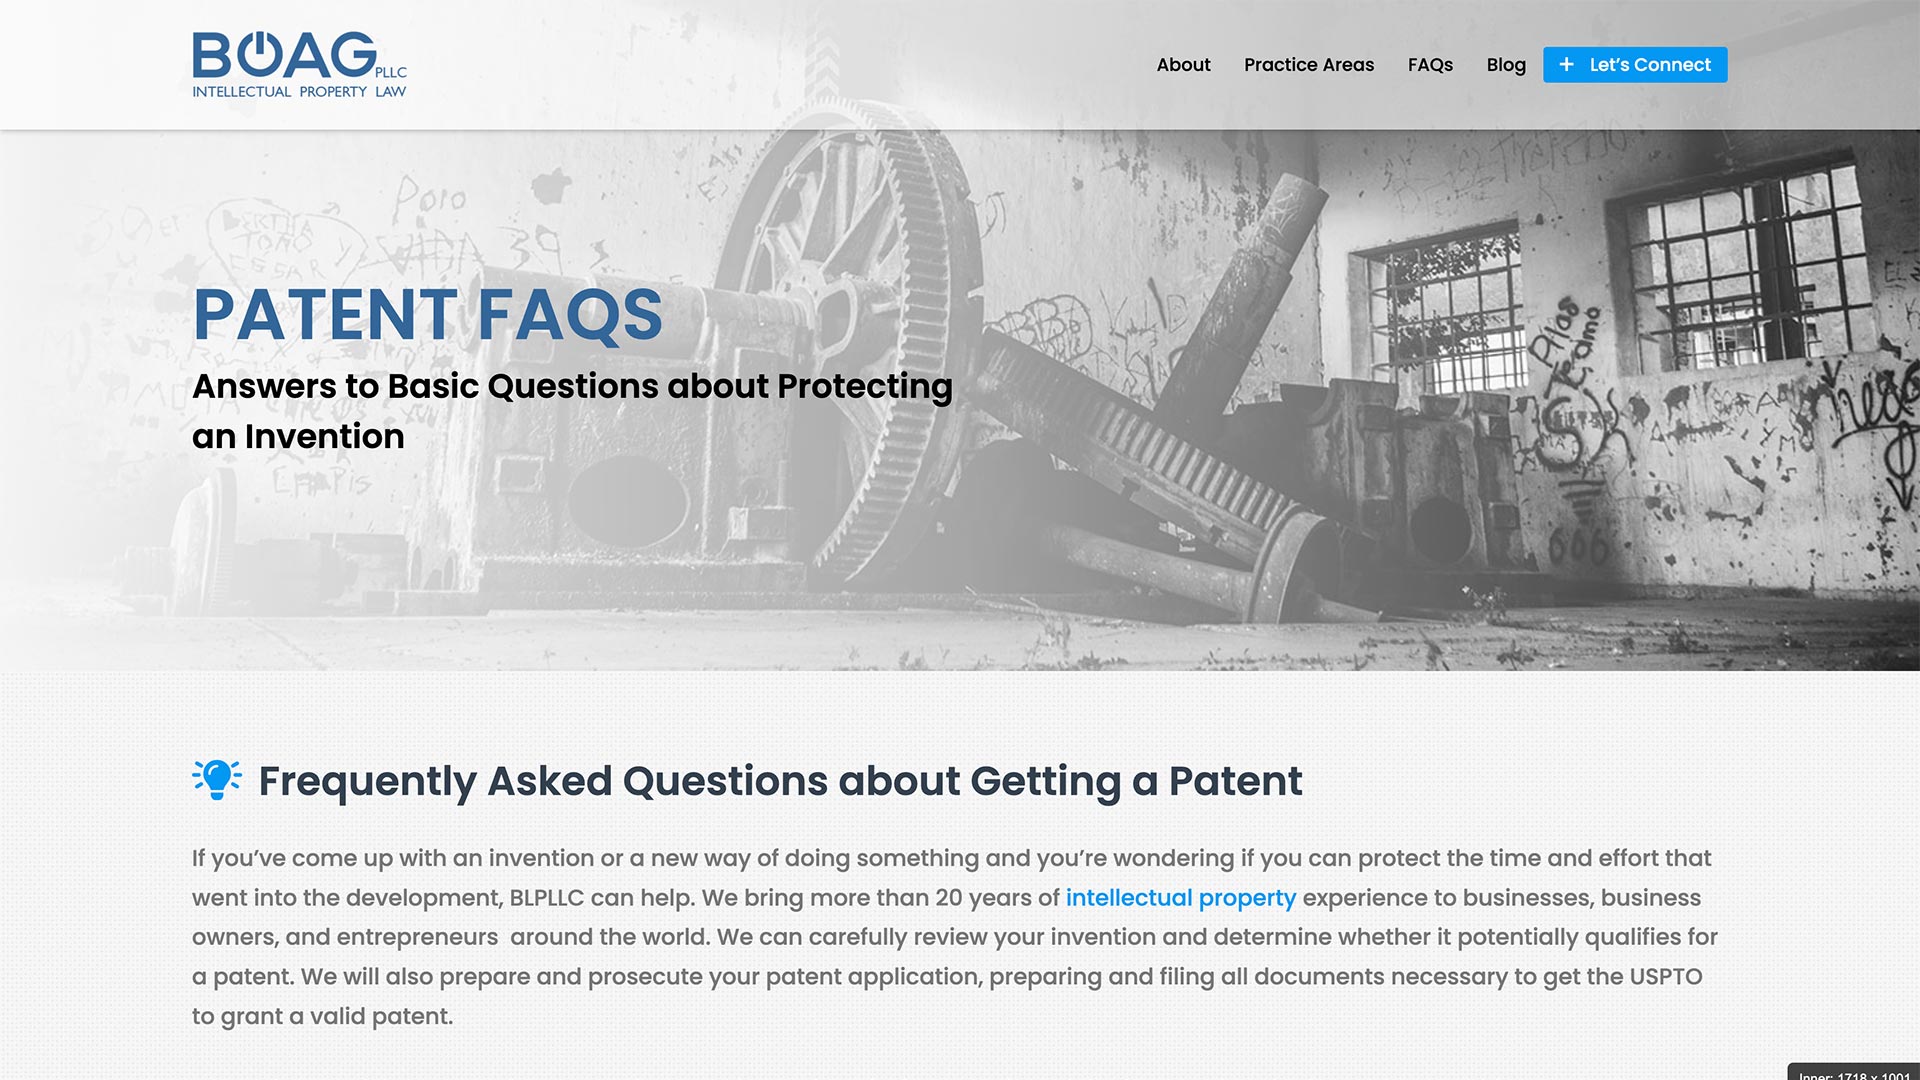 BOAG PLLC
INTELLECTUAL PROPERTY LAW
About Practice Areas FAQs Blog + Let's Connect
Poro
39
PATENT FAQS
Answers to Basic Questions about Protecting
an Invention
666
Frequently Asked Questions about Getting a Patent
If you've come up with an invention or a new way of doing something and you're wondering if you can protect the time and effort that
went into the development, BLPLLC can help. We bring more than 20 years of intellectual property experience to businesses, business
owners, and entrepreneurs around the world. We can carefully review your invention and determine whether it potentially qualifies for
a patent. We will also prepare and prosecute your patent application, preparing and filing all documents necessary to get the USPTO
to grant a valid patent.
Inner: 1718 x 1001